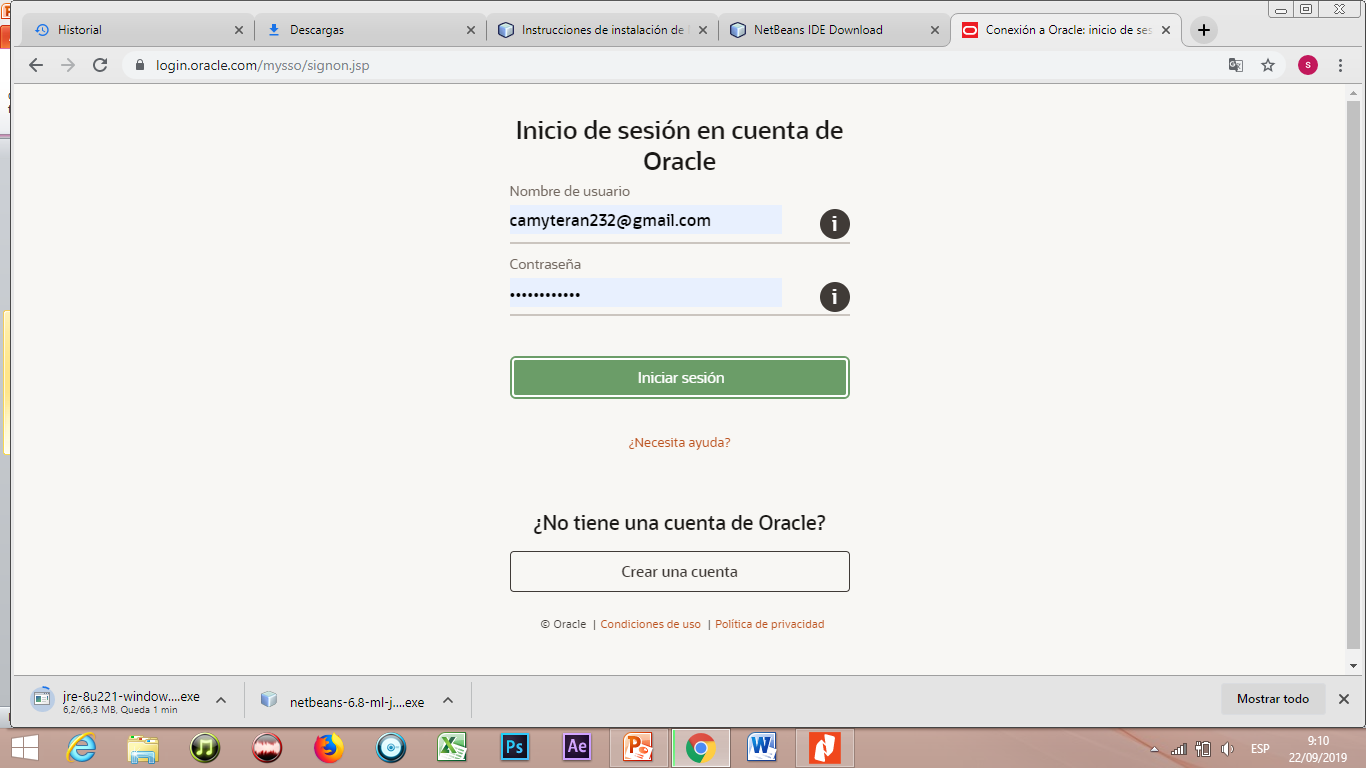 Historial
Descargas
Instrucciones de instalación de
NetBeans IDE Download
Conexión a Oracle: inicio de ses
login.oracle.com/mysso/signon.jsp
s
Inicio de sesión en cuenta de
Oracle
Nombre de usuario
camyteran232@gmail.com
i
Contraseña
••••••••••••
i
Iniciar sesión
¿Necesita ayuda?
¿No tiene una cuenta de Oracle?
Crear una cuenta
© Oracle | Condiciones de uso | Política de privacidad
jre-8u221-window....exe
6,2/66,3 MB, Queda 1 min
netbeans-6.8-ml-j....exe
Mostrar todo
Ps
Ae
ESP
9:10
22/09/2019